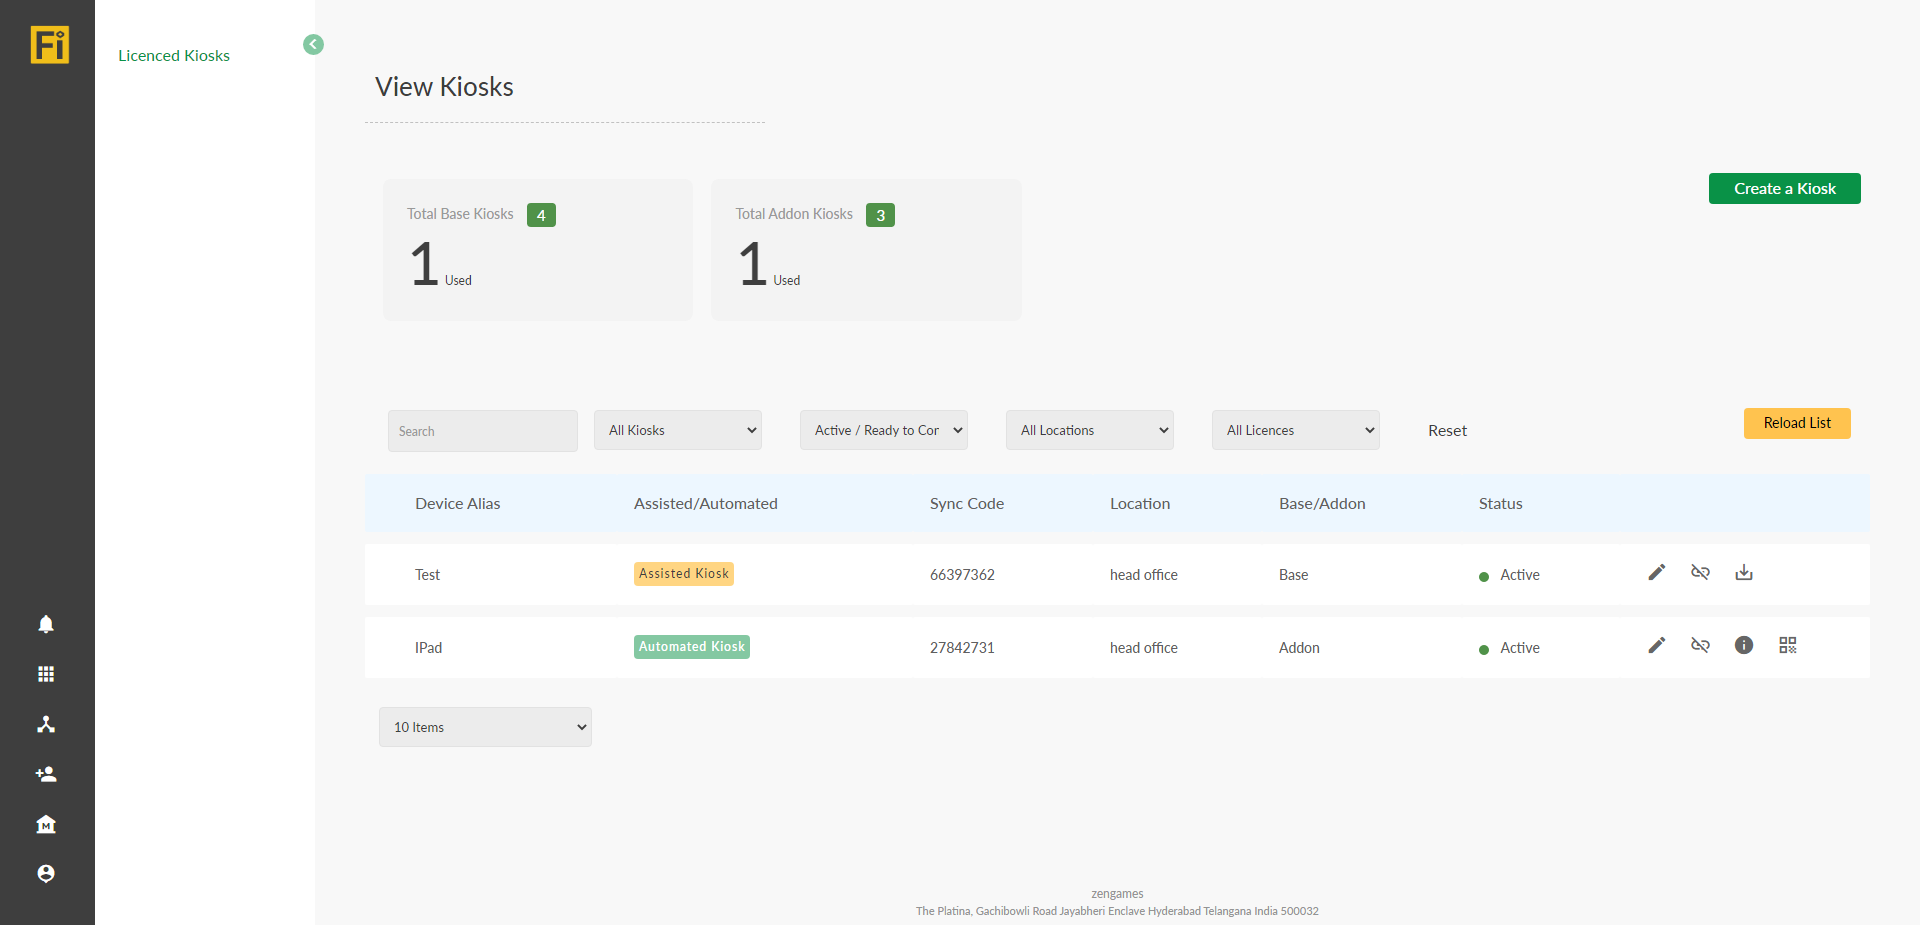 Fi
Licenced Kiosks
View Kiosks
Create a Kiosk
Total Base Kiosks 4
1 Used
Total Addon Kiosks 3
1 Used
Search
All Kiosks
Active / Ready to Cor
All Locations
All Licences
Reset
Reload List
Device Alias Assisted/Automated Sync Code Location Base/Addon Status
Test Assisted Kiosk 66397362 head office Base Active
IPad Automated Kiosk 27842731 head office Addon Active
10 Items
M
zengames
The Platina, Gachibowli Road Jayabheri Enclave Hyderabad Telangana India 500032